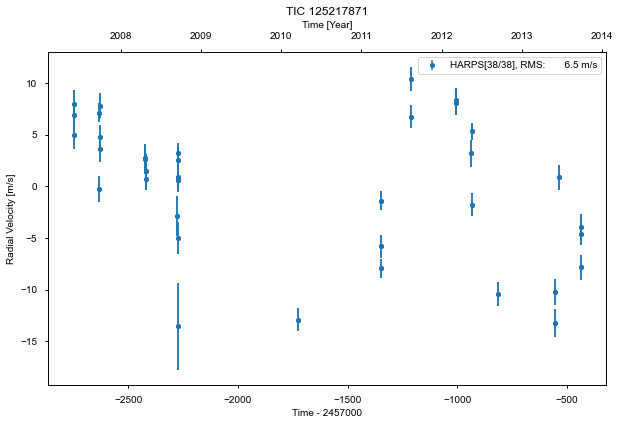 TIC 125217871
Time [Year]
2008 2009 2010 2011 2012 2013 2014
HARPS[38/38], RMS: 6.5 m/s
10
5
0
−5
−10
−15
Radial Velocity [m/s]
−2500 −2000 −1500 −1000 −500
Time - 2457000